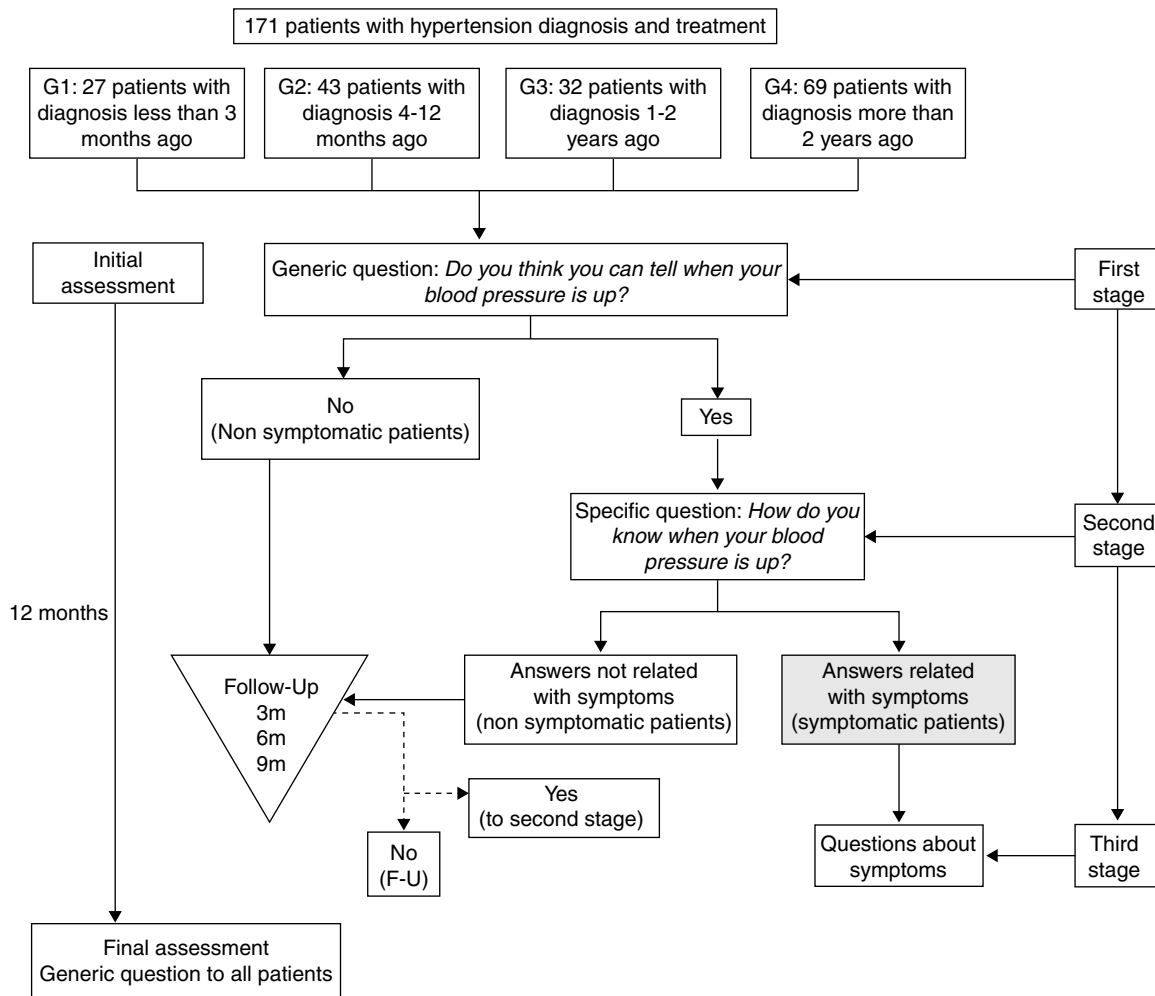 171 patients with hypertension diagnosis and treatment
G1: 27 patients with
diagnosis less than 3
months ago
G2: 43 patients with
diagnosis 4-12
months ago
G3: 32 patients with
diagnosis 1-2
years ago
G4: 69 patients with
diagnosis more than
2 years ago
Initial
assessment
Generic question: Do you think you can tell when your
blood pressure is up?
First
stage
No
(Non symptomatic patients)
Yes
Specific question: How do you
know when your blood
pressure is up?
Second
stage
12 months
Follow-Up
3m
6m
9m
Answers not related
with symptoms
(non symptomatic patients)
Answers related
with symptoms
(symptomatic patients)
Yes
(to second stage)
No
(F-U)
Questions about
symptoms
Third
stage
Final assessment
Generic question to all patients